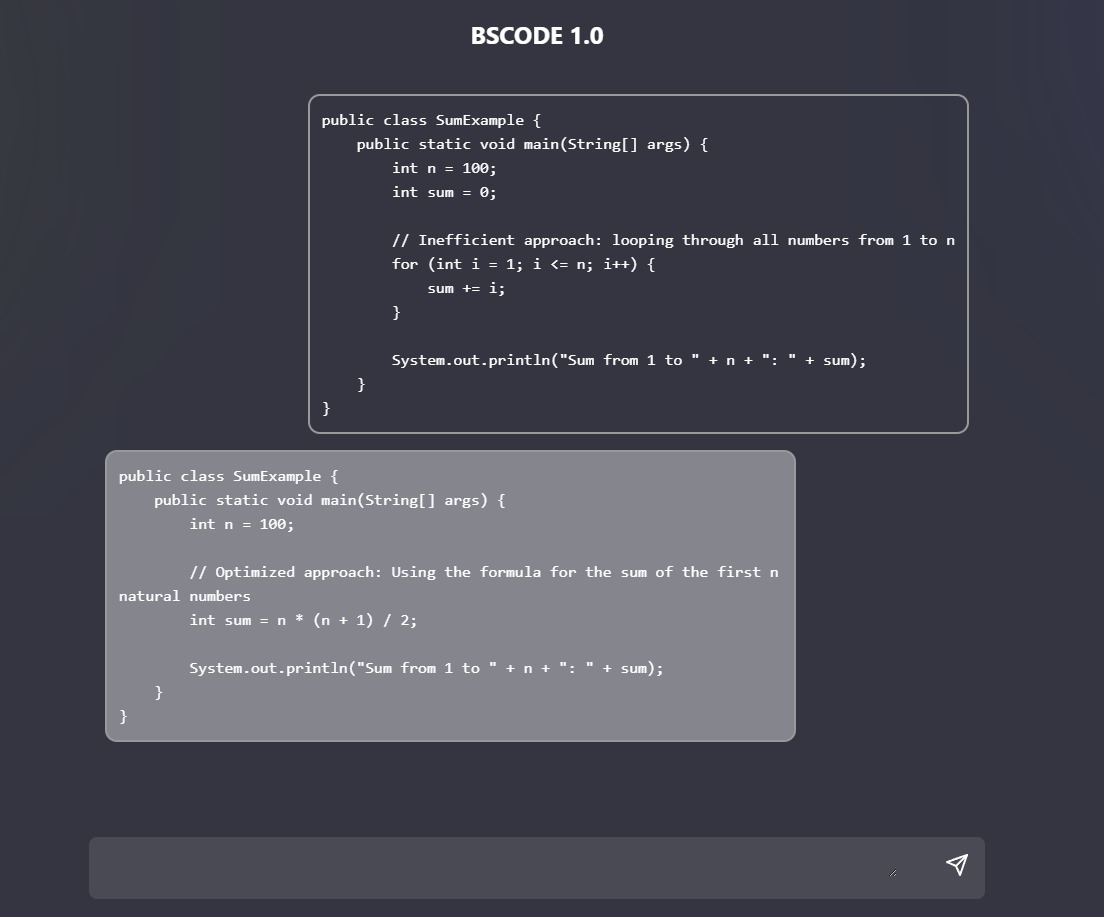 BSCODE 1.0
public class SumExample {
    public static void main(String[] args) {
        int n = 100;
        int sum = 0;

        // Inefficient approach: looping through all numbers from 1 to n
        for (int i = 1; i <= n; i++) {
            sum += i;
        }

        System.out.println("Sum from 1 to " + n + ": " + sum);
    }
}
public class SumExample {
    public static void main(String[] args) {
        int n = 100;

        // Optimized approach: Using the formula for the sum of the first n
natural numbers
        int sum = n * (n + 1) / 2;

        System.out.println("Sum from 1 to " + n + ": " + sum);
    }
}